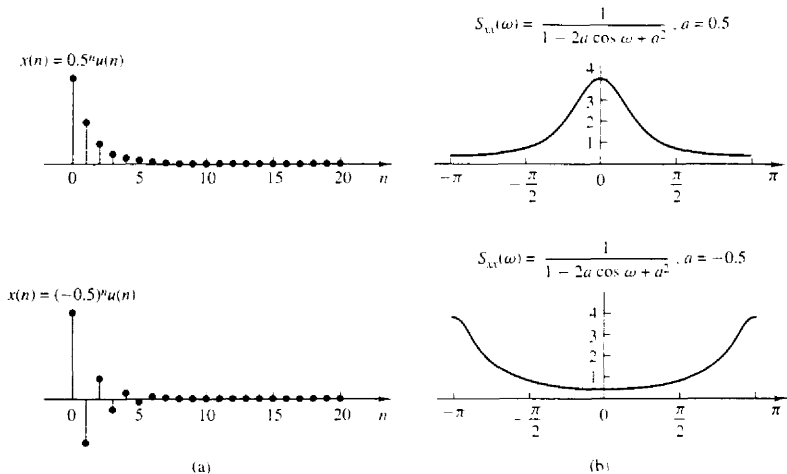 S_xx(ω) = 1 / (1 − 2a cos ω + a²) , a = 0.5
x(n) = 0.5ⁿu(n)
4
3
2
1
0 5 10 15 20 n
−π −π/2 0 π/2 π
S_xx(ω) = 1 / (1 − 2a cos ω + a²) , a = −0.5
x(n) = (−0.5)ⁿu(n)
4
3
2
1
0 5 10 15 20 n
−π −π/2 0 π/2 π
(a) (b)